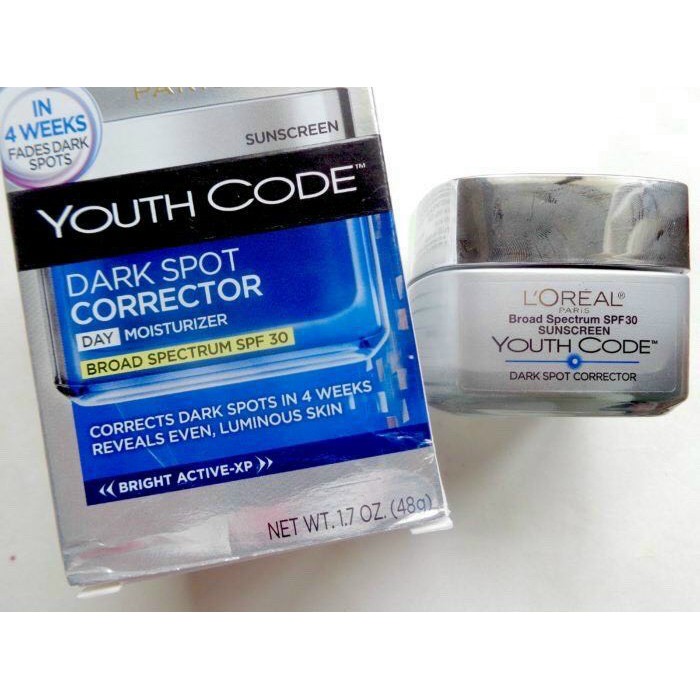 IN
4 WEEKS
FADES DARK
SPOTS
SUNSCREEN
YOUTH CODE™
DARK SPOT
CORRECTOR
DAY MOISTURIZER
BROAD SPECTRUM SPF 30
CORRECTS DARK SPOTS IN 4 WEEKS
REVEALS EVEN, LUMINOUS SKIN
BRIGHT ACTIVE-XP
NET WT. 1.7 OZ. (48g)
L'ORÉAL®
PARIS
Broad Spectrum SPF 30
SUNSCREEN
YOUTH CODE™
DARK SPOT CORRECTOR